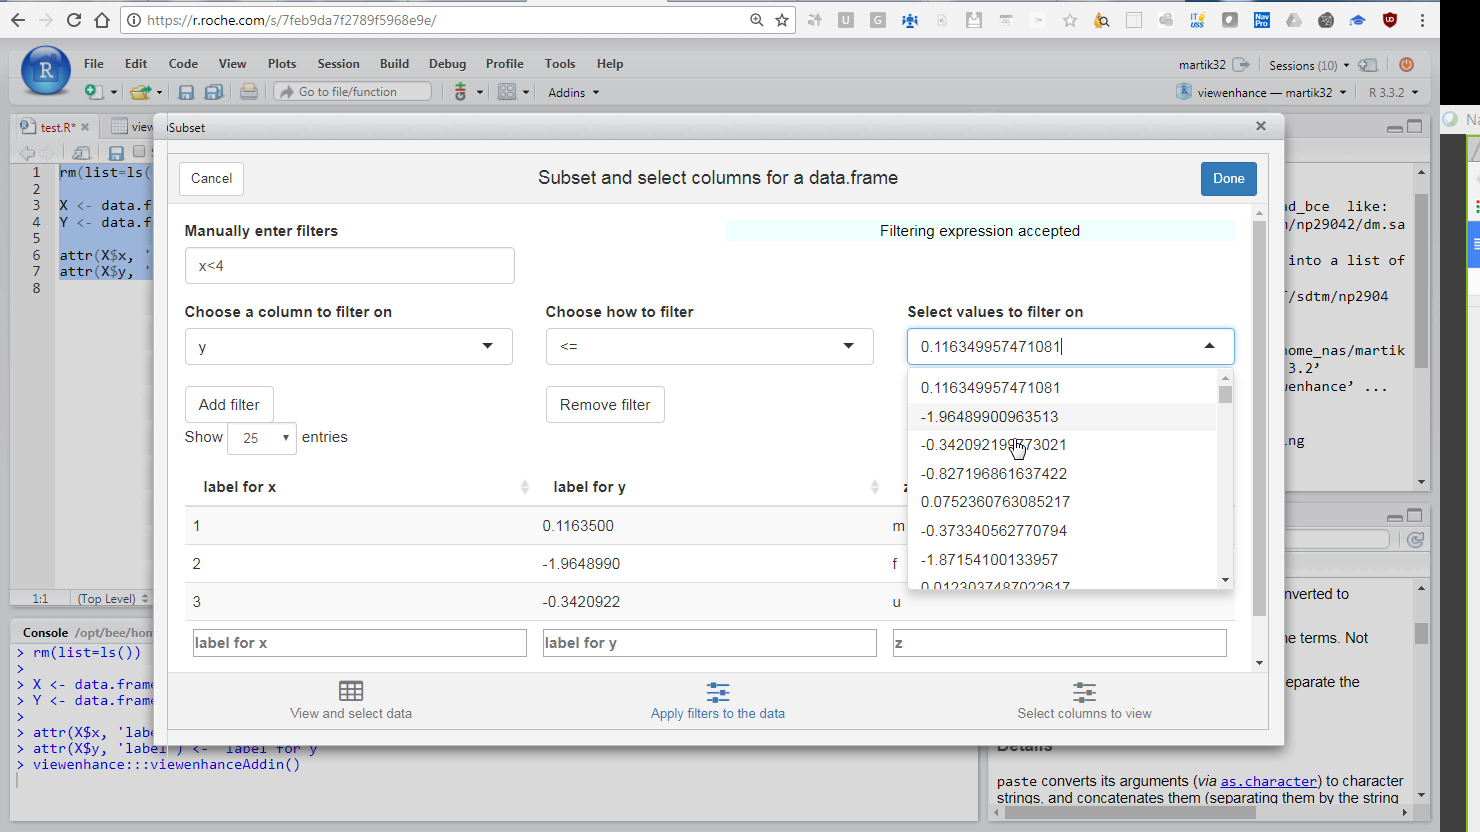 https://r.roche.com/s/7feb9da7f2789f5968e9e/
File Edit Code View Plots Session Build Debug Profile Tools Help
martik32 Sessions (10)
Go to file/function Addins
viewenhance — martik32 R 3.3.2
test.R* view
Subset
Cancel
Subset and select columns for a data.frame
Done
1 rm(list=ls(
2
3 X <- data.f
4 Y <- data.f
5
6 attr(X$x, '
7 attr(X$y, '
8
1:1 (Top Level)
Manually enter filters
Filtering expression accepted
x<4
Choose a column to filter on
Choose how to filter
Select values to filter on
y
<=
0.116349957471081
0.116349957471081
-1.96489900963513
-0.827196861637422
0.0752360763085217
-0.373340562770794
-1.87154100133957
0.0123037487022617
Add filter
Remove filter
Show 25 entries
label for x label for y z
1 0.1163500 m
2 -1.9648990 f
3 -0.3420922 u
label for x label for y z
View and select data
Apply filters to the data
Select columns to view
Console /opt/bee/hom
> rm(list=ls())
>
> X <- data.frame
> Y <- data.frame
>
> attr(X$x, 'labe
> attr(X$y, 'label') <- 'label for y
> viewenhance:::viewenhanceAddin()
ad_bce like:
/np29042/dm.sa
into a list of
/sdtm/np2904
ome_nas/martik
3.2’
enhance’ ...
ng
nverted to
e terms. Not
eparate the
Details
paste converts its arguments (via as.character) to character
strings, and concatenates them (separating them by the string
Na